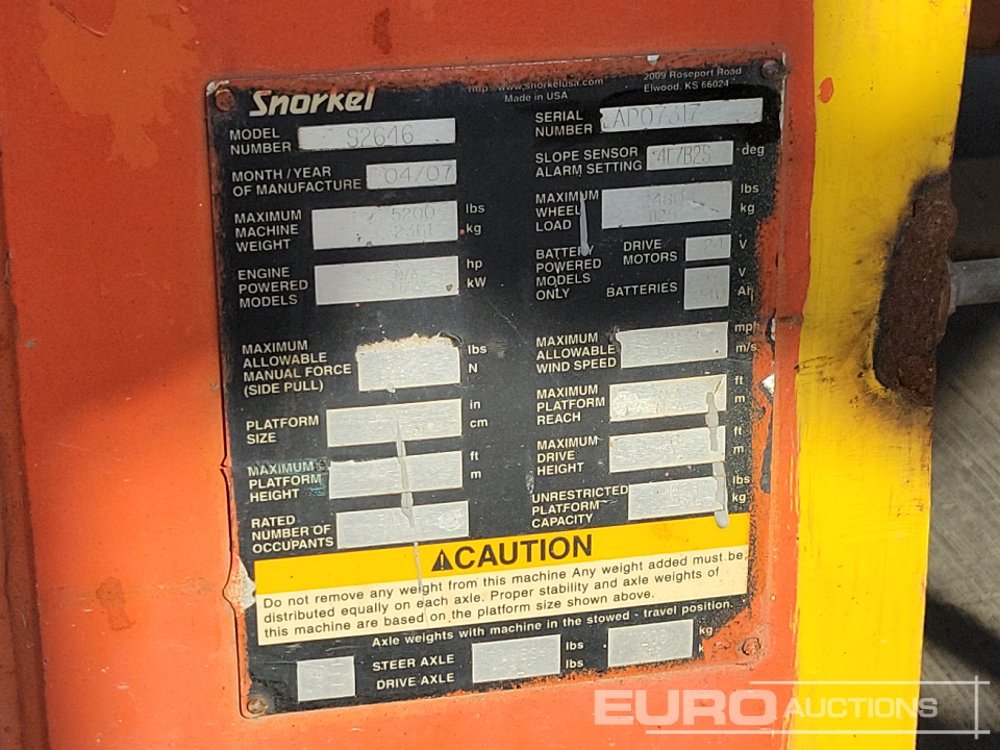 Snorkel
http://www.snorkelusa.com
Made in USA
2009 Roseport Road
Elwood, KS 66024
MODEL
NUMBER
S2646
SERIAL
NUMBER
AP07317
MONTH / YEAR
OF MANUFACTURE
04/07
SLOPE SENSOR
ALARM SETTING
deg
MAXIMUM
MACHINE
WEIGHT
5200 lbs
2361 kg
MAXIMUM
WHEEL
LOAD
lbs
kg
ENGINE
POWERED
MODELS
N/A hp
N/A kW
BATTERY
POWERED
MODELS
ONLY
DRIVE
MOTORS
24 V
BATTERIES
V
Ah
MAXIMUM
ALLOWABLE
MANUAL FORCE
(SIDE PULL)
lbs
N
MAXIMUM
ALLOWABLE
WIND SPEED
mph
m/s
PLATFORM
SIZE
in
cm
MAXIMUM
PLATFORM
REACH
ft
m
MAXIMUM
PLATFORM
HEIGHT
ft
m
MAXIMUM
DRIVE
HEIGHT
ft
m
RATED
NUMBER OF
OCCUPANTS
UNRESTRICTED
PLATFORM
CAPACITY
lbs
kg
⚠CAUTION
Do not remove any weight from this machine Any weight added must be
distributed equally on each axle. Proper stability and axle weights of
this machine are based on the platform size shown above.
Axle weights with machine in the stowed - travel position.
STEER AXLE lbs kg
DRIVE AXLE lbs
EURO AUCTIONS